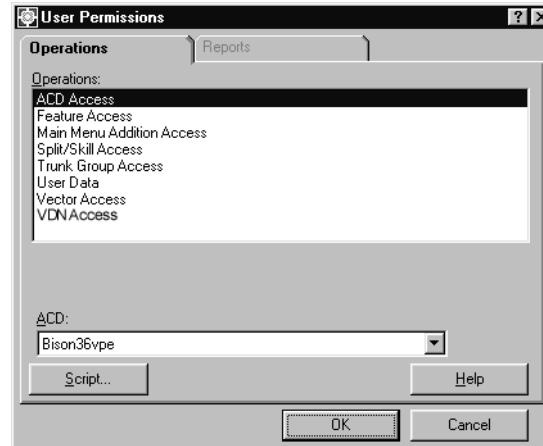 User Permissions
Operations Reports
Operations:
ACD Access
Feature Access
Main Menu Addition Access
Split/Skill Access
Trunk Group Access
User Data
Vector Access
VDN Access
ACD:
Bison36vpe
Script... Help
OK Cancel